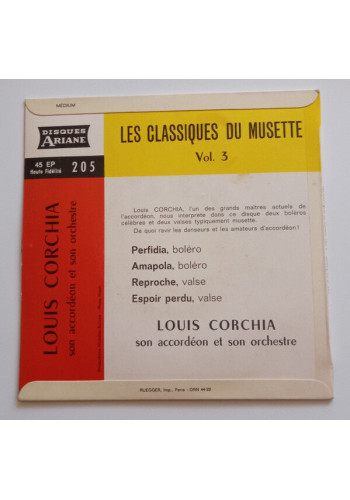 MEDIUM
DISQUES
ARIANE
45 EP
Haute Fidélité
205
LES CLASSIQUES DU MUSETTE
Vol. 3
LOUIS CORCHIA
son accordéon et son orchestre
Louis CORCHIA, l'un des grands maîtres actuels de
l'accordéon, nous interprète dans ce disque deux boléros
célèbres et deux valses typiquement musette.
De quoi ravir les danseurs et les amateurs d'accordéon !
Perfidia, boléro
Amapola, boléro
Reproche, valse
Espoir perdu, valse
LOUIS CORCHIA
son accordéon et son orchestre